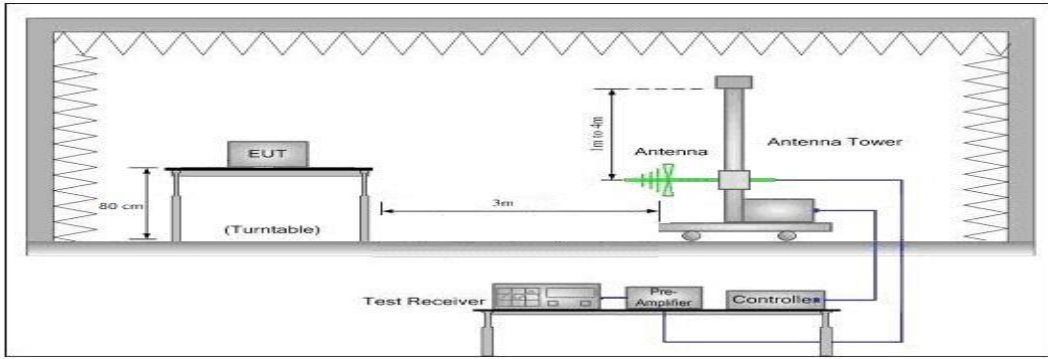 EUT
80 cm
(Turntable)
3m
1m to 4m
Antenna
Antenna Tower
Test Receiver
Pre-
Amplifier
Controller